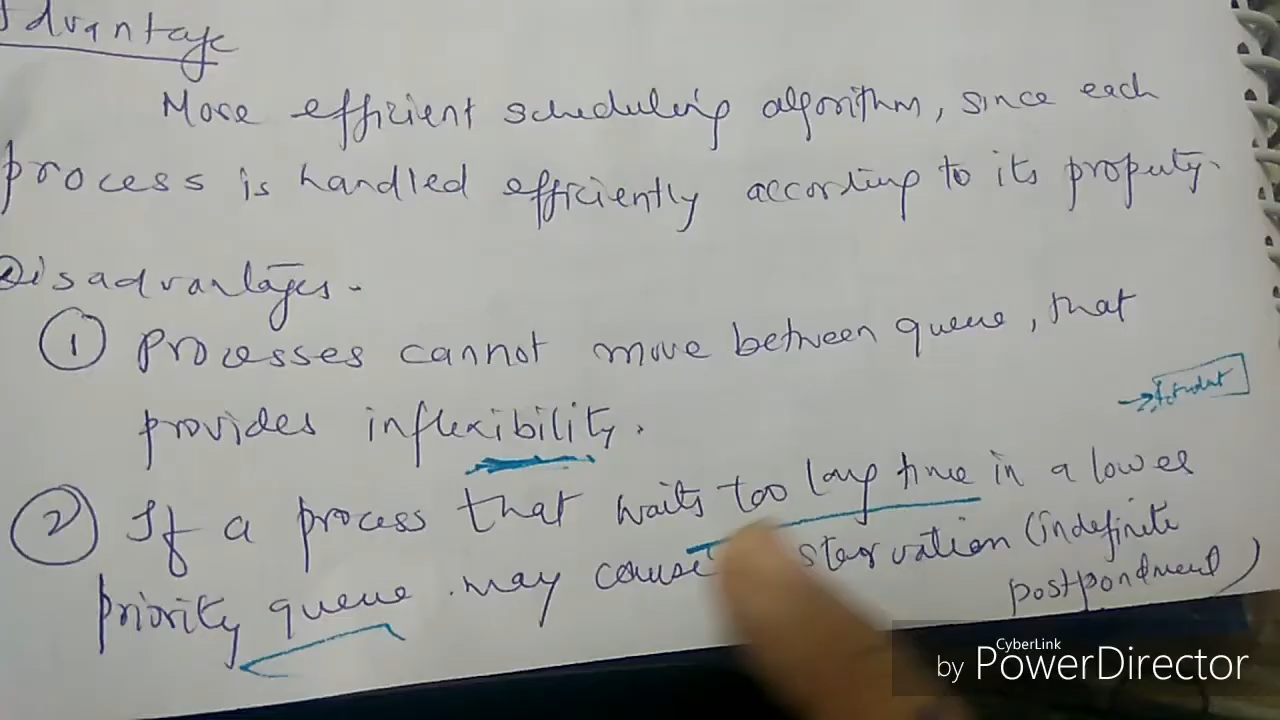 Advantage
More efficient scheduling algorithm, since each
process is handled efficiently according to its property.
Disadvantages.
① Processes cannot move between queue, that
provides inflexibility.
② If a process that waits too long time in a lower
priority queue may cause starvation (indefinite
postpondment)
CyberLink
by PowerDirector